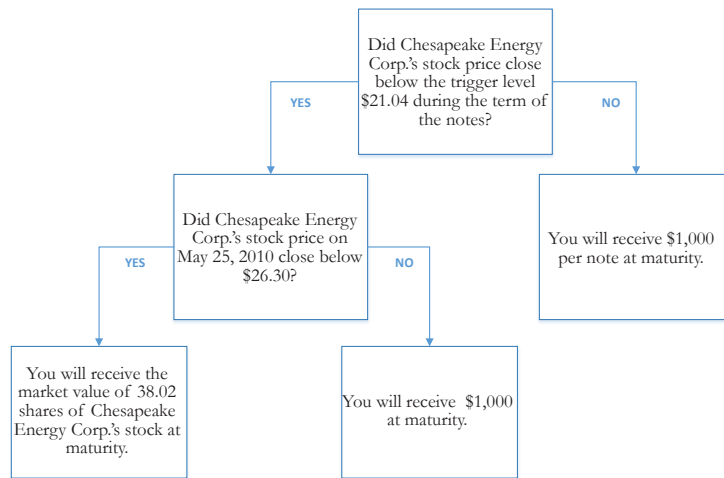 Did Chesapeake Energy
Corp.'s stock price close
below the trigger level
$21.04 during the term of
the notes?
YES
NO
Did Chesapeake Energy
Corp.'s stock price on
May 25, 2010 close below
$26.30?
You will receive $1,000
per note at maturity.
YES
NO
You will receive the
market value of 38.02
shares of Chesapeake
Energy Corp.'s stock at
maturity.
You will receive $1,000
at maturity.